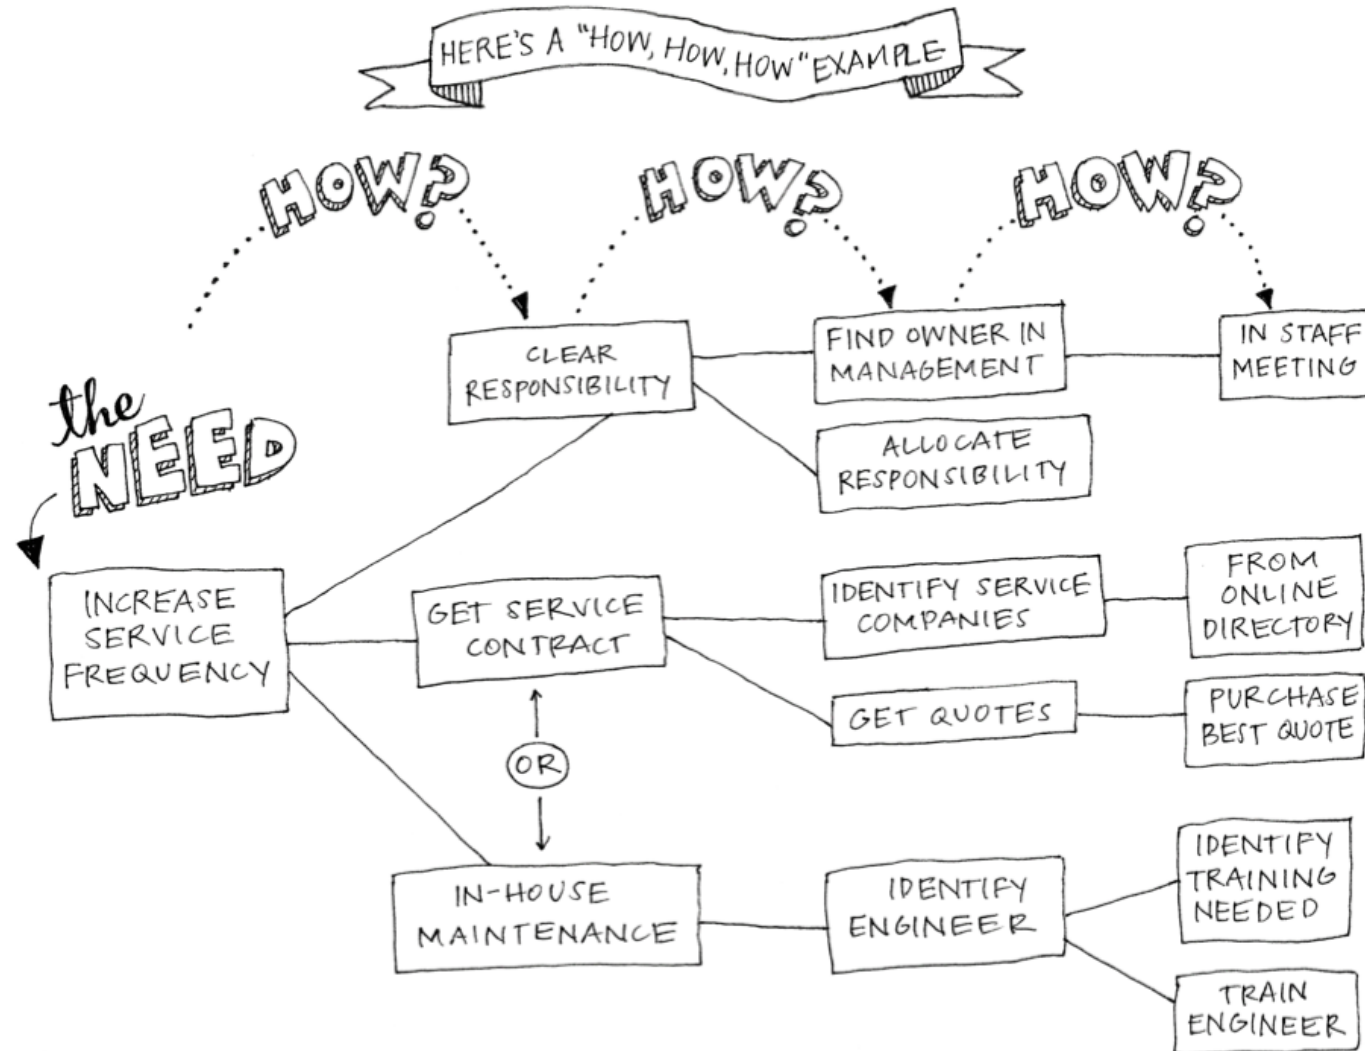 HERE'S A "HOW, HOW, HOW" EXAMPLE
HOW?
HOW?
HOW?
the
NEED
INCREASE
SERVICE
FREQUENCY
CLEAR
RESPONSIBILITY
FIND OWNER IN
MANAGEMENT
IN STAFF
MEETING
ALLOCATE
RESPONSIBILITY
GET SERVICE
CONTRACT
IDENTIFY SERVICE
COMPANIES
FROM
ONLINE
DIRECTORY
GET QUOTES
PURCHASE
BEST QUOTE
OR
IN-HOUSE
MAINTENANCE
IDENTIFY
ENGINEER
IDENTIFY
TRAINING
NEEDED
TRAIN
ENGINEER